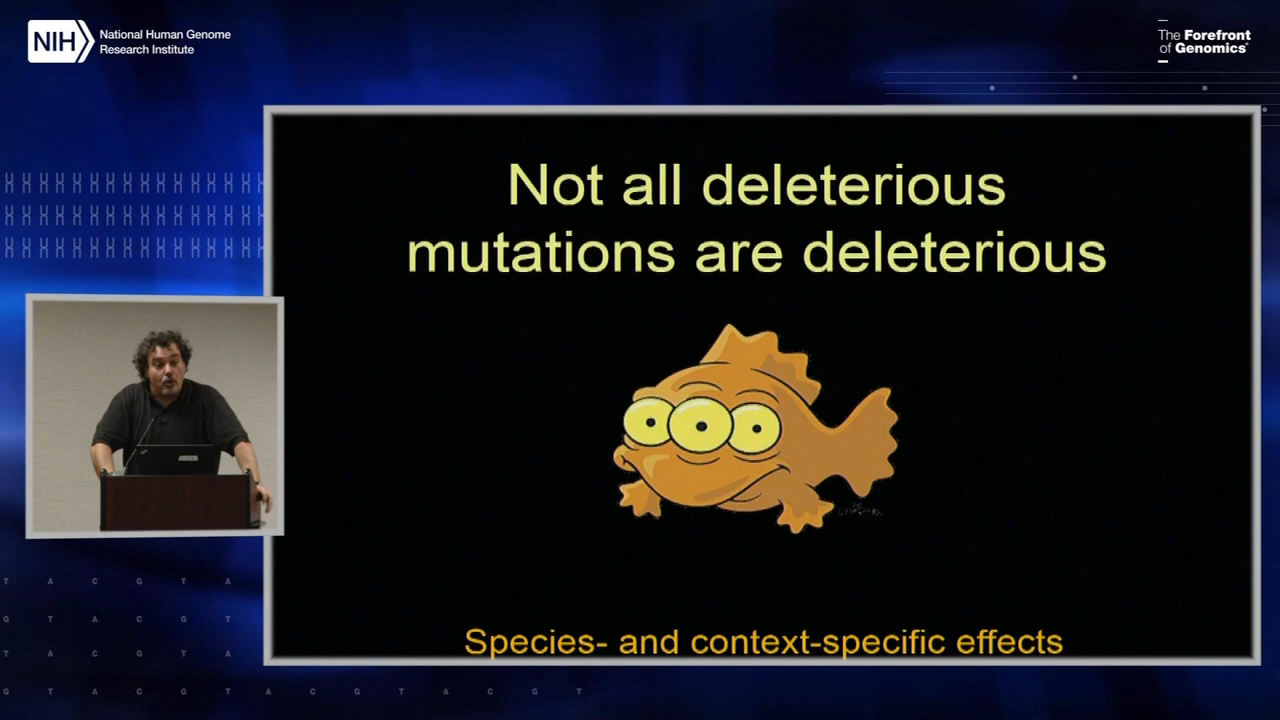 NIH
National Human Genome
Research Institute
The Forefront
of Genomics®
Not all deleterious
mutations are deleterious
Species- and context-specific effects
T A C G T A
G T A C G T
T A C G T A
G T A C G T A C G T A C G T